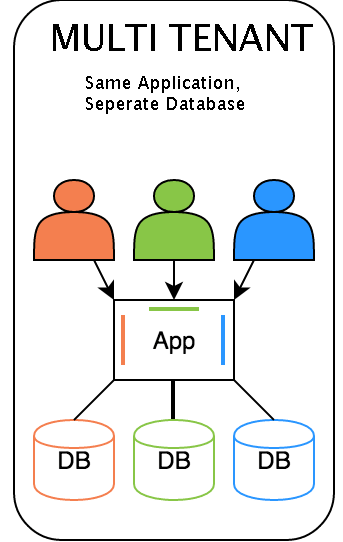 MULTI TENANT
Same Application,
Seperate Database
App
DB DB DB